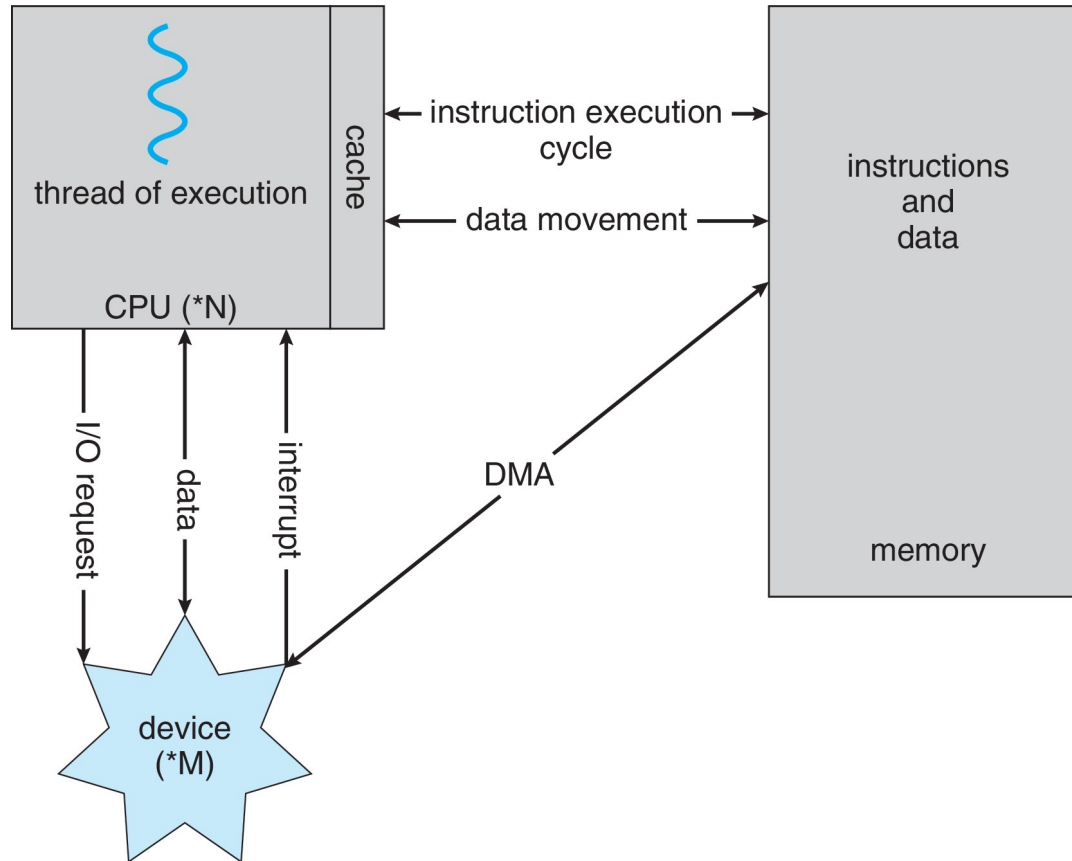 thread of execution
cache
CPU (*N)
instruction execution
cycle
data movement
instructions
and
data
memory
I/O request
data
interrupt
DMA
device
(*M)